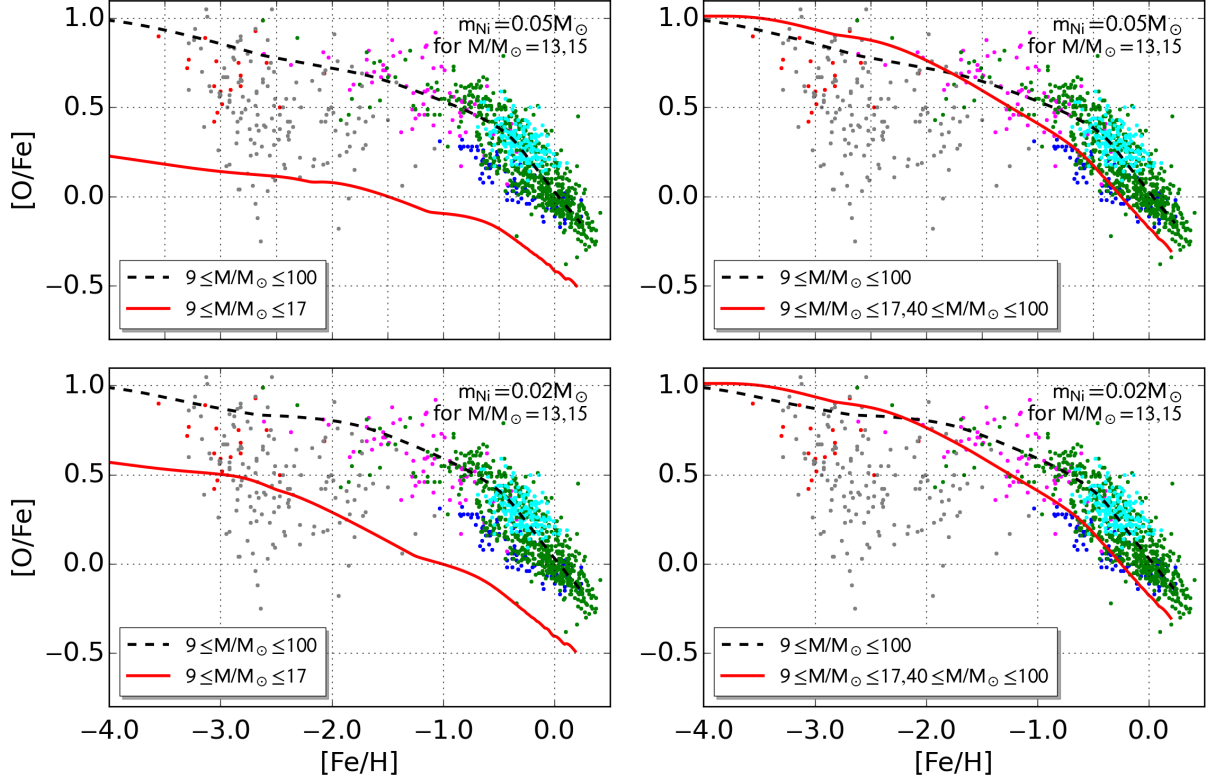 1.0
0.5
0.0
−0.5
[O/Fe]
mNi=0.05M⊙
for M/M⊙=13,15
9≤M/M⊙≤100
9≤M/M⊙≤17
mNi=0.05M⊙
for M/M⊙=13,15
1.0
0.5
0.0
−0.5
9≤M/M⊙≤100
9≤M/M⊙≤17,40≤M/M⊙≤100
1.0
0.5
0.0
−0.5
[O/Fe]
mNi=0.02M⊙
for M/M⊙=13,15
9≤M/M⊙≤100
9≤M/M⊙≤17
−4.0 −3.0 −2.0 −1.0 0.0
[Fe/H]
1.0
0.5
0.0
−0.5
mNi=0.02M⊙
for M/M⊙=13,15
9≤M/M⊙≤100
9≤M/M⊙≤17,40≤M/M⊙≤100
−4.0 −3.0 −2.0 −1.0 0.0
[Fe/H]